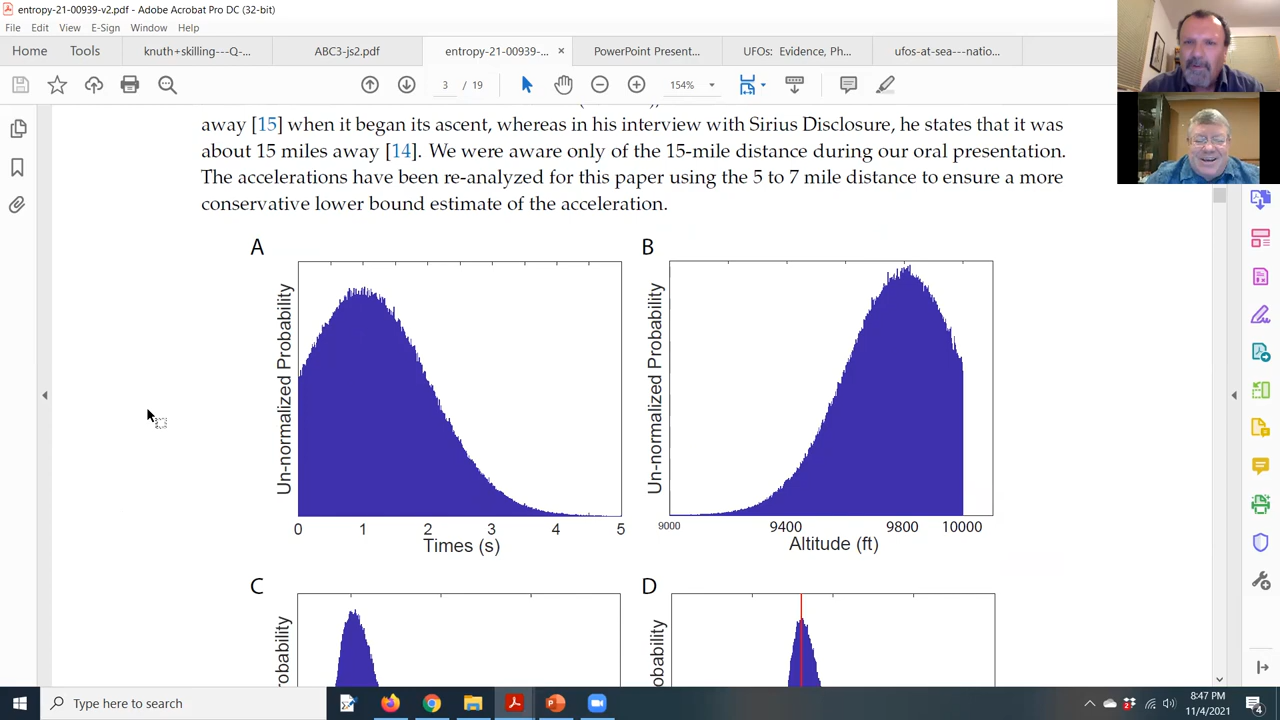 entropy-21-00939-v2.pdf - Adobe Acrobat Pro DC (32-bit)
File Edit View E-Sign Window Help
Home Tools knuth+skilling---Q-... ABC3-js2.pdf entropy-21-00939-... × PowerPoint Present... UFOs: Evidence, Ph... ufos-at-sea---natio...
3 / 19 154%
away [15] when it began its ascent, whereas in his interview with Sirius Disclosure, he states that it was
about 15 miles away [14]. We were aware only of the 15-mile distance during our oral presentation.
The accelerations have been re-analyzed for this paper using the 5 to 7 mile distance to ensure a more
conservative lower bound estimate of the acceleration.
A
Un-normalized Probability
0 1 2 3 4 5
Times (s)
B
Un-normalized Probability
9000 9400 9800 10000
Altitude (ft)
C
D
Type here to search
8:47 PM
11/4/2021
4